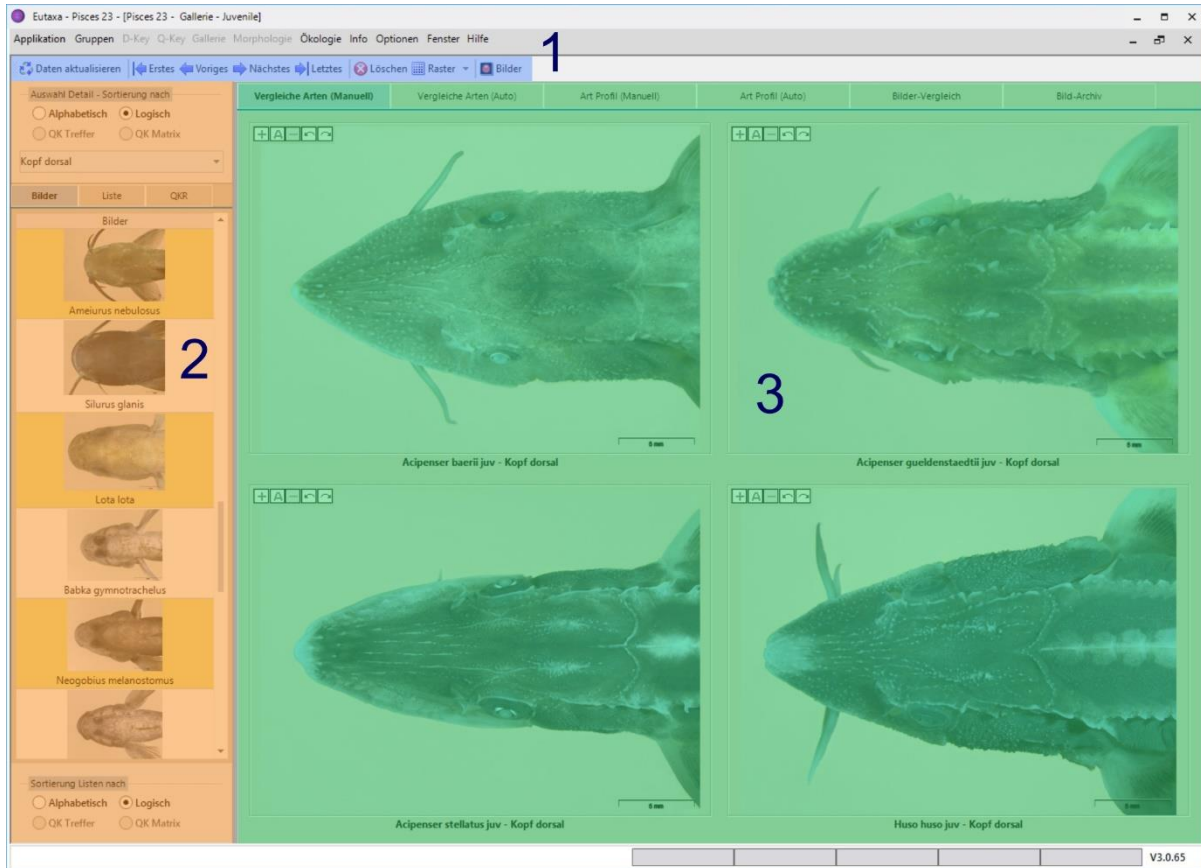 Eutaxa - Pisces 23 - [Pisces 23 - Gallerie - Juvenile]
Applikation Gruppen D-Key Q-Key Gallerie Morphologie Ökologie Info Optionen Fenster Hilfe
1
Daten aktualisieren Erstes Voriges Nächstes Letztes Löschen Raster Bilder
Auswahl Detail - Sortierung nach
Alphabetisch Logisch
QK Treffer QK Matrix
Kopf dorsal
Bilder Liste QKR
Bilder
Ameiurus nebulosus
2
Silurus glanis
Lota lota
Babka gymnotrachelus
Neogobius melanostomus
Sortierung Listen nach
Alphabetisch Logisch
QK Treffer QK Matrix
Vergleiche Arten (Manuell) Vergleiche Arten (Auto) Art Profil (Manuell) Art Profil (Auto) Bilder-Vergleich Bild-Archiv
+ A -
+ A -
3
Acipenser baerii juv - Kopf dorsal
Acipenser gueldenstaedtii juv - Kopf dorsal
+ A -
+ A -
Acipenser stellatus juv - Kopf dorsal
Huso huso juv - Kopf dorsal
V3.0.65